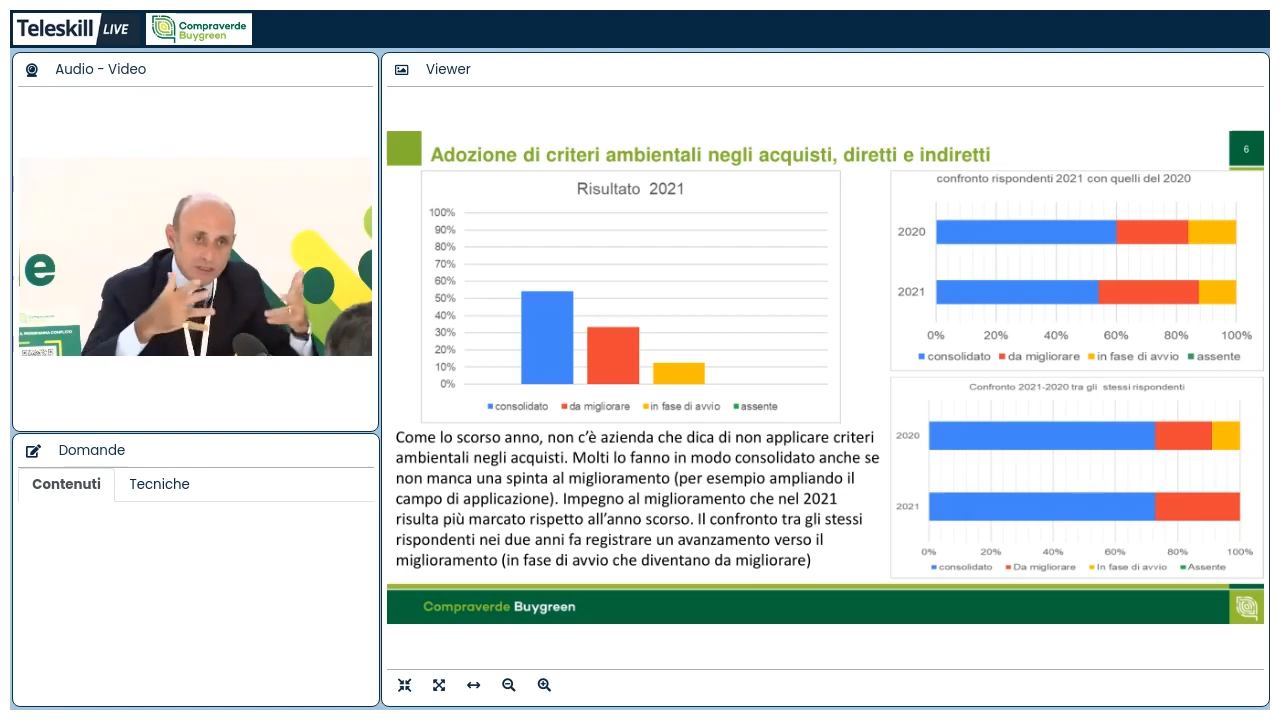 Teleskill LIVE
Compraverde
Buygreen
Audio - Video
Viewer
e
Domande
Contenuti
Tecniche
Adozione di criteri ambientali negli acquisti, diretti e indiretti
6
Risultato 2021
100%
90%
80%
70%
60%
50%
40%
30%
20%
10%
0%
consolidato da migliorare in fase di avvio assente
confronto rispondenti 2021 con quelli del 2020
2020
2021
0% 20% 40% 60% 80% 100%
consolidato da migliorare in fase di avvio assente
Confronto 2021-2020 tra gli stessi rispondenti
2020
2021
0% 20% 40% 60% 80% 100%
consolidato Da migliorare In fase di avvio Assente
Come lo scorso anno, non c’è azienda che dica di non applicare criteri
ambientali negli acquisti. Molti lo fanno in modo consolidato anche se
non manca una spinta al miglioramento (per esempio ampliando il
campo di applicazione). Impegno al miglioramento che nel 2021
risulta più marcato rispetto all’anno scorso. Il confronto tra gli stessi
rispondenti nei due anni fa registrare un avanzamento verso il
miglioramento (in fase di avvio che diventano da migliorare)
Compraverde Buygreen